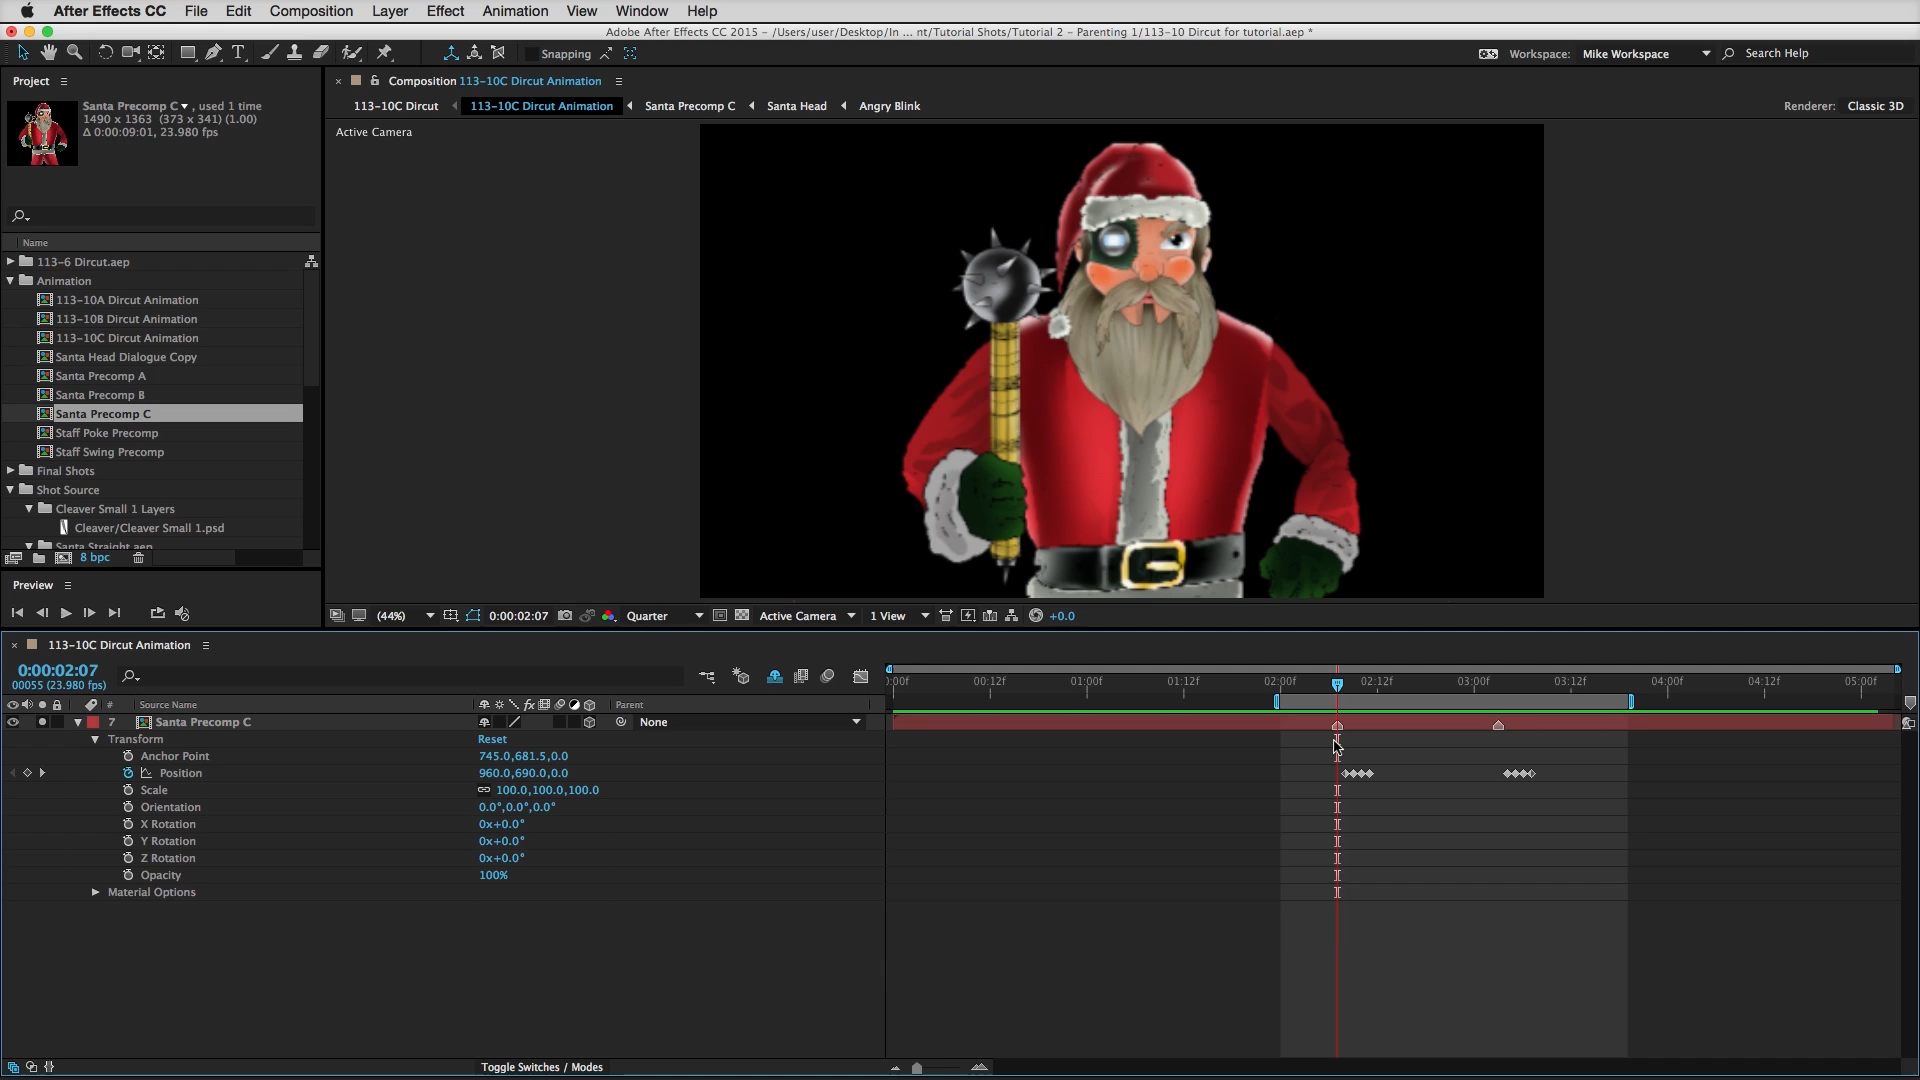 After Effects CC File Edit Composition Layer Effect Animation View Window Help
Adobe After Effects CC 2015 - /Users/user/Desktop/In ... nt/Tutorial Shots/Tutorial 2 - Parenting 1/113-10 Dircut for tutorial.aep *
Snapping
Workspace: Mike Workspace
Search Help
Project
Composition 113-10C Dircut Animation
Santa Precomp C , used 1 time
1490 x 1363 (373 x 341) (1.00)
Δ 0:00:09:01, 23.980 fps
113-10C Dircut 113-10C Dircut Animation Santa Precomp C Santa Head Angry Blink
Renderer: Classic 3D
Active Camera
Name
113-6 Dircut.aep
Animation
113-10A Dircut Animation
113-10B Dircut Animation
113-10C Dircut Animation
Santa Head Dialogue Copy
Santa Precomp A
Santa Precomp B
Santa Precomp C
Staff Poke Precomp
Staff Swing Precomp
Final Shots
Shot Source
Cleaver Small 1 Layers
Cleaver/Cleaver Small 1.psd
Santa Straight.aep
8 bpc
Preview
(44%) 0:00:02:07 Quarter Active Camera 1 View +0.0
113-10C Dircut Animation
0:00:02:07
00055 (23.980 fps)
:00f 00:12f 01:00f 01:12f 02:00f 02:12f 03:00f 03:12f 04:00f 04:12f 05:00f
# Source Name fx Parent
7 Santa Precomp C None
Transform Reset
Anchor Point 745.0,681.5,0.0
Position 960.0,690.0,0.0
Scale 100.0,100.0,100.0
Orientation 0.0°,0.0°,0.0°
X Rotation 0x+0.0°
Y Rotation 0x+0.0°
Z Rotation 0x+0.0°
Opacity 100%
Material Options
Toggle Switches / Modes